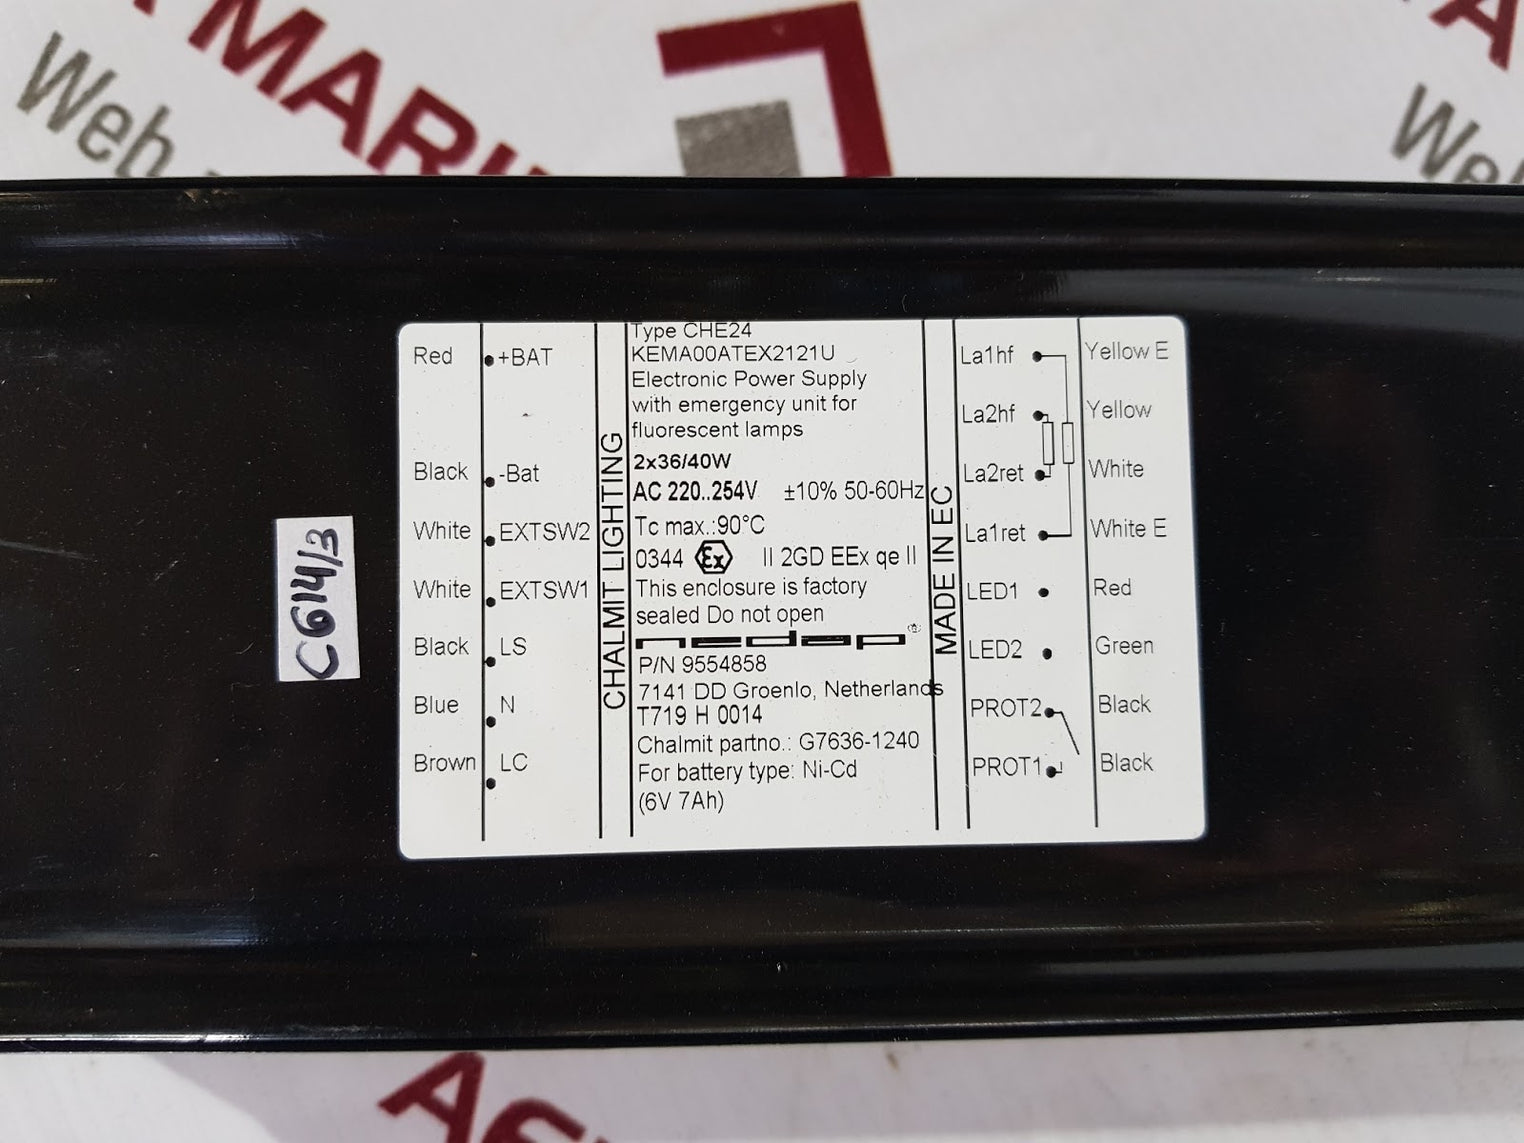 MARI
Web
A
Web
C614/3
Red +BAT
Black -Bat
White EXTSW2
White EXTSW1
Black LS
Blue N
Brown LC
CHALMIT LIGHTING
Type CHE24
KEMA00ATEX2121U
Electronic Power Supply
with emergency unit for
fluorescent lamps
2x36/40W
AC 220..254V ±10% 50-60Hz
Tc max.:90°C
0344 Ex II 2GD EEx qe II
This enclosure is factory
sealed Do not open
nedap®
P/N 9554858
7141 DD Groenlo, Netherlands
T719 H 0014
Chalmit partno.: G7636-1240
For battery type: Ni-Cd
(6V 7Ah)
MADE IN EC
La1hf Yellow E
La2hf Yellow
La2ret White
La1ret White E
LED1 Red
LED2 Green
PROT2 Black
PROT1 Black